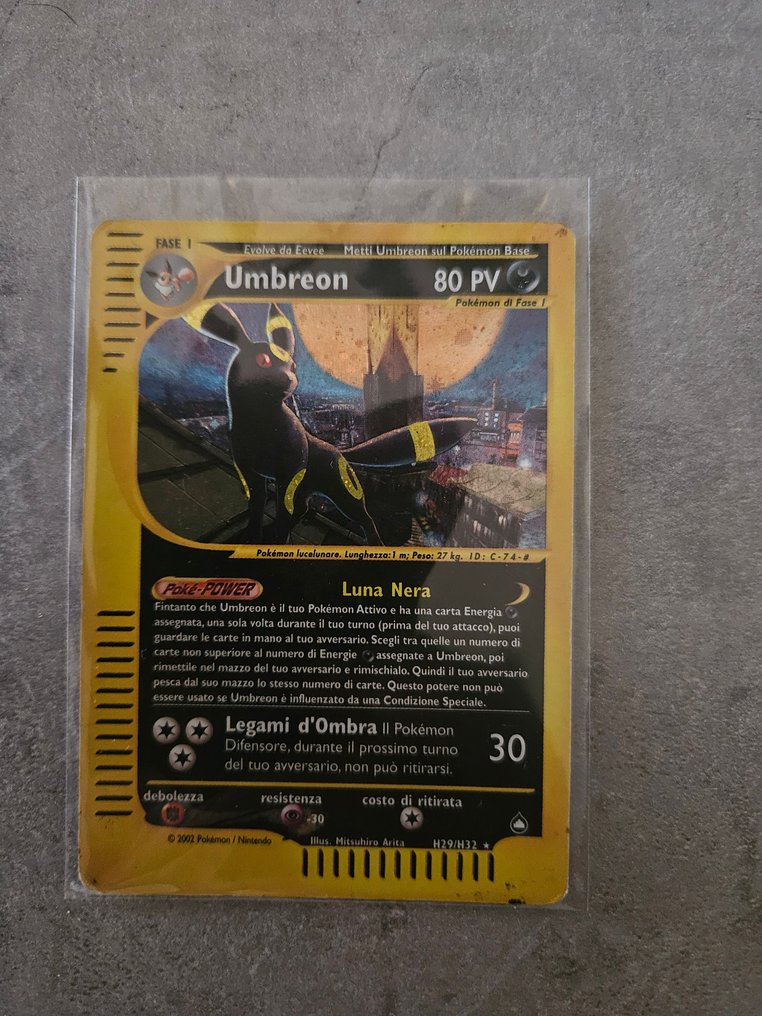 FASE 1
Evolve da Eevee Metti Umbreon sul Pokémon Base
Umbreon 80 PV
Pokémon di Fase 1
Pokémon lucelunare. Lunghezza: 1 m; Peso: 27 kg. ID: C-74-#
Poké-POWER Luna Nera
Fintanto che Umbreon è il tuo Pokémon Attivo e ha una carta Energia
assegnata, una sola volta durante il tuo turno (prima del tuo attacco), puoi
guardare le carte in mano al tuo avversario. Scegli tra quelle un numero di
carte non superiore al numero di Energie assegnate a Umbreon, poi
rimettile nel mazzo del tuo avversario e rimischialo. Quindi il tuo avversario
pesca dal suo mazzo lo stesso numero di carte. Questo potere non può
essere usato se Umbreon è influenzato da una Condizione Speciale.
Legami d'Ombra Il Pokémon
Difensore, durante il prossimo turno
del tuo avversario, non può ritirarsi.
30
debolezza resistenza costo di ritirata
-30
© 2002 Pokémon / Nintendo Illus. Mitsuhiro Arita H29/H32 ★